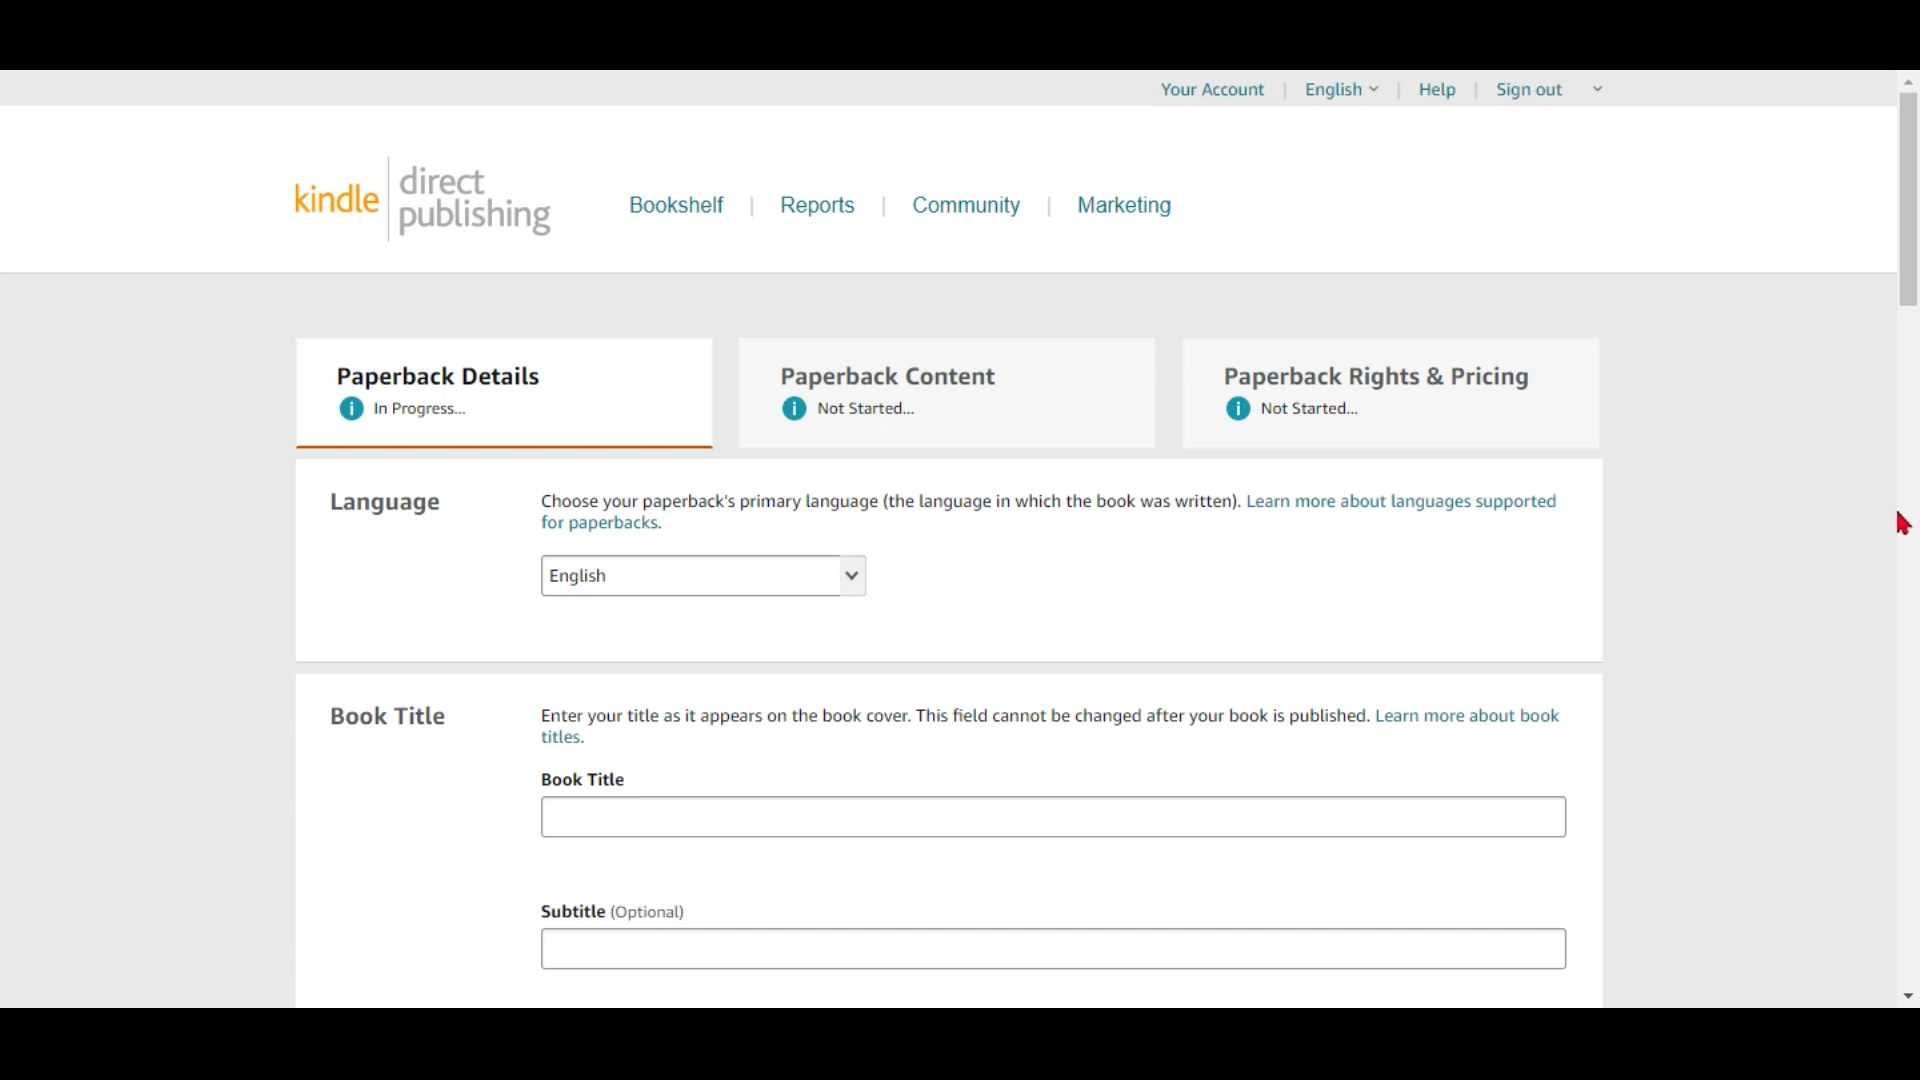 Your Account | English | Help | Sign out
kindle direct publishing
Bookshelf | Reports | Community | Marketing
Paperback Details
In Progress...
Paperback Content
Not Started...
Paperback Rights & Pricing
Not Started...
Language
Choose your paperback's primary language (the language in which the book was written). Learn more about languages supported
for paperbacks.
English
Book Title
Enter your title as it appears on the book cover. This field cannot be changed after your book is published. Learn more about book
titles.
Book Title
Subtitle (Optional)